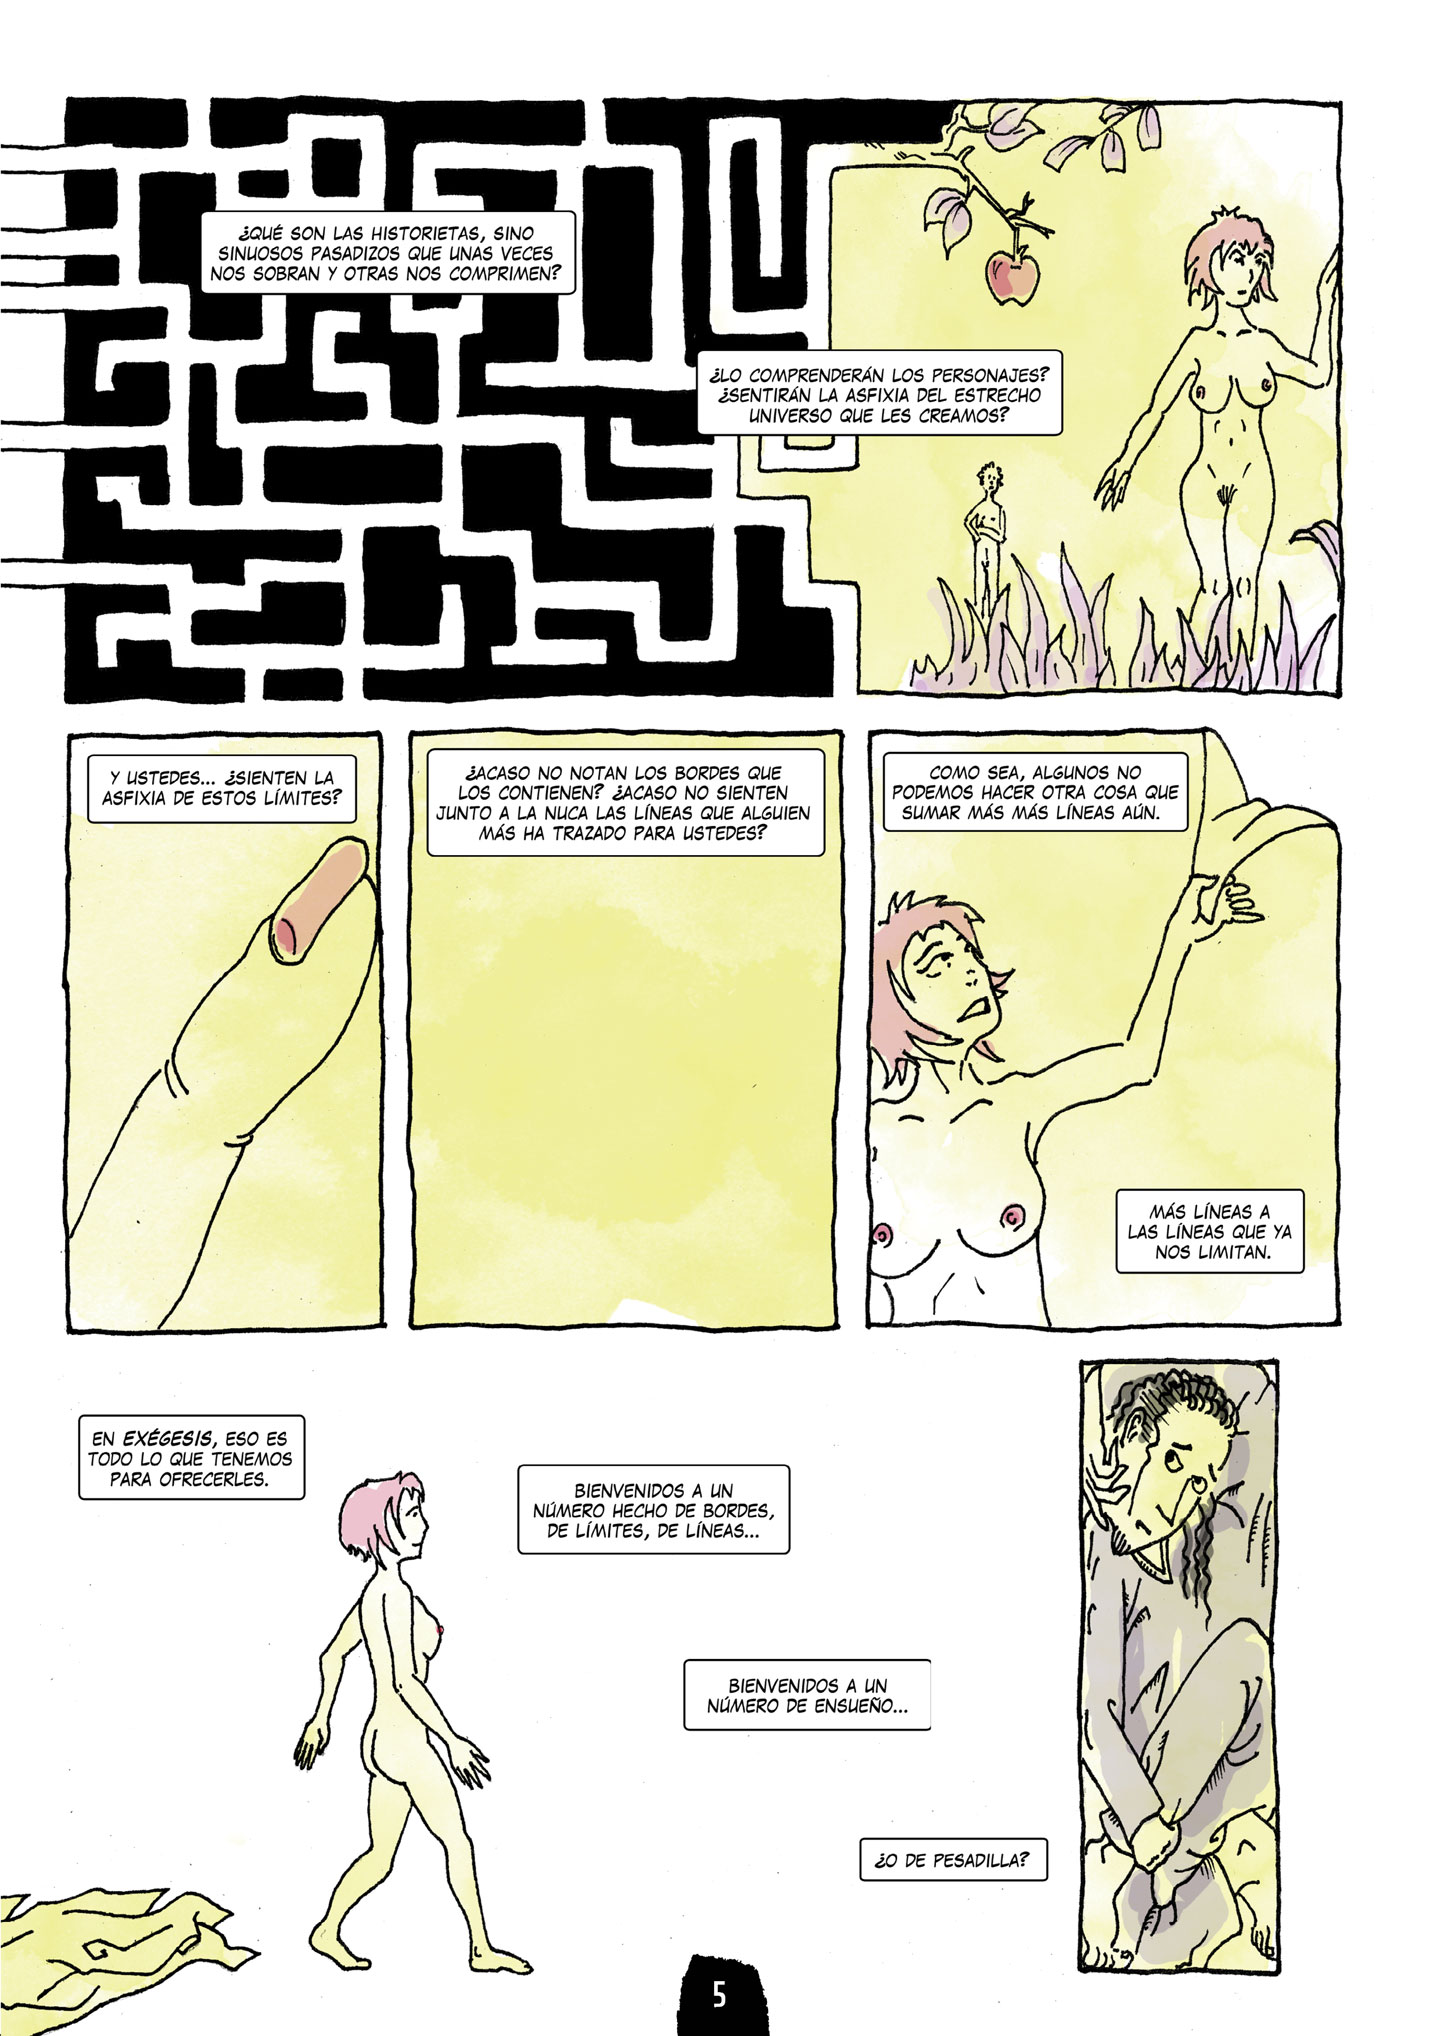 ¿QUÉ SON LAS HISTORIETAS, SINO
SINUOSOS PASADIZOS QUE UNAS VECES
NOS SOBRAN Y OTRAS NOS COMPRIMEN?
¿LO COMPRENDERÁN LOS PERSONAJES?
¿SENTIRÁN LA ASFIXIA DEL ESTRECHO
UNIVERSO QUE LES CREAMOS?
Y USTEDES... ¿SIENTEN LA
ASFIXIA DE ESTOS LÍMITES?
¿ACASO NO NOTAN LOS BORDES QUE
LOS CONTIENEN? ¿ACASO NO SIENTEN
JUNTO A LA NUCA LAS LÍNEAS QUE ALGUIEN
MÁS HA TRAZADO PARA USTEDES?
COMO SEA, ALGUNOS NO
PODEMOS HACER OTRA COSA QUE
SUMAR MÁS MÁS LÍNEAS AÚN.
MÁS LÍNEAS A
LAS LÍNEAS QUE YA
NOS LIMITAN.
EN EXÉGESIS, ESO ES
TODO LO QUE TENEMOS
PARA OFRECERLES.
BIENVENIDOS A UN
NÚMERO HECHO DE BORDES,
DE LÍMITES, DE LÍNEAS...
BIENVENIDOS A UN
NÚMERO DE ENSUEÑO...
¿O DE PESADILLA?
5